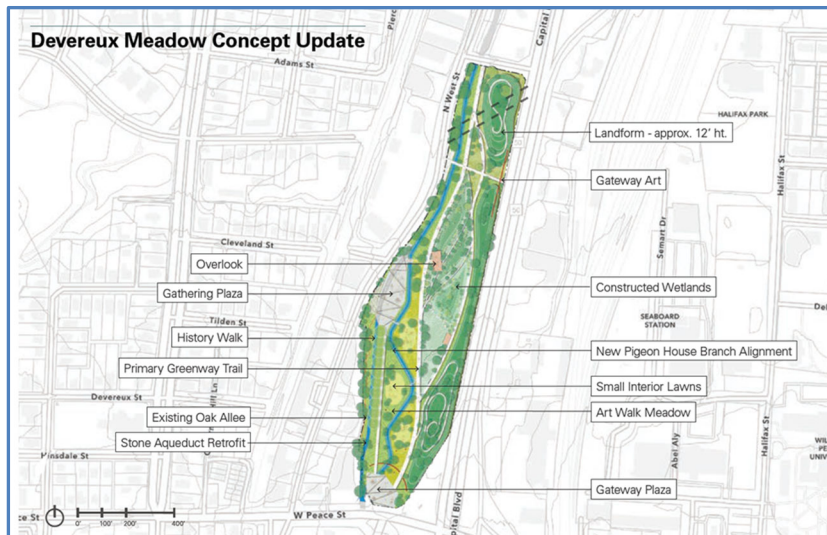 Devereux Meadow Concept Update
Adams St
N West St
Capital
HALIFAX PARK
Halifax St
Landform - approx. 12' ht.
Gateway Art
Semart Dr
Cleveland St
Overlook
Gathering Plaza
Constructed Wetlands
Tilden St
SEABOARD
STATION
History Walk
New Pigeon House Branch Alignment
Primary Greenway Trail
Small Interior Lawns
Devereux St
Existing Oak Allee
Art Walk Meadow
Halifax St
Stone Aqueduct Retrofit
Abel Aly
Gateway Plaza
W Peace St
0' 100' 200' 400'